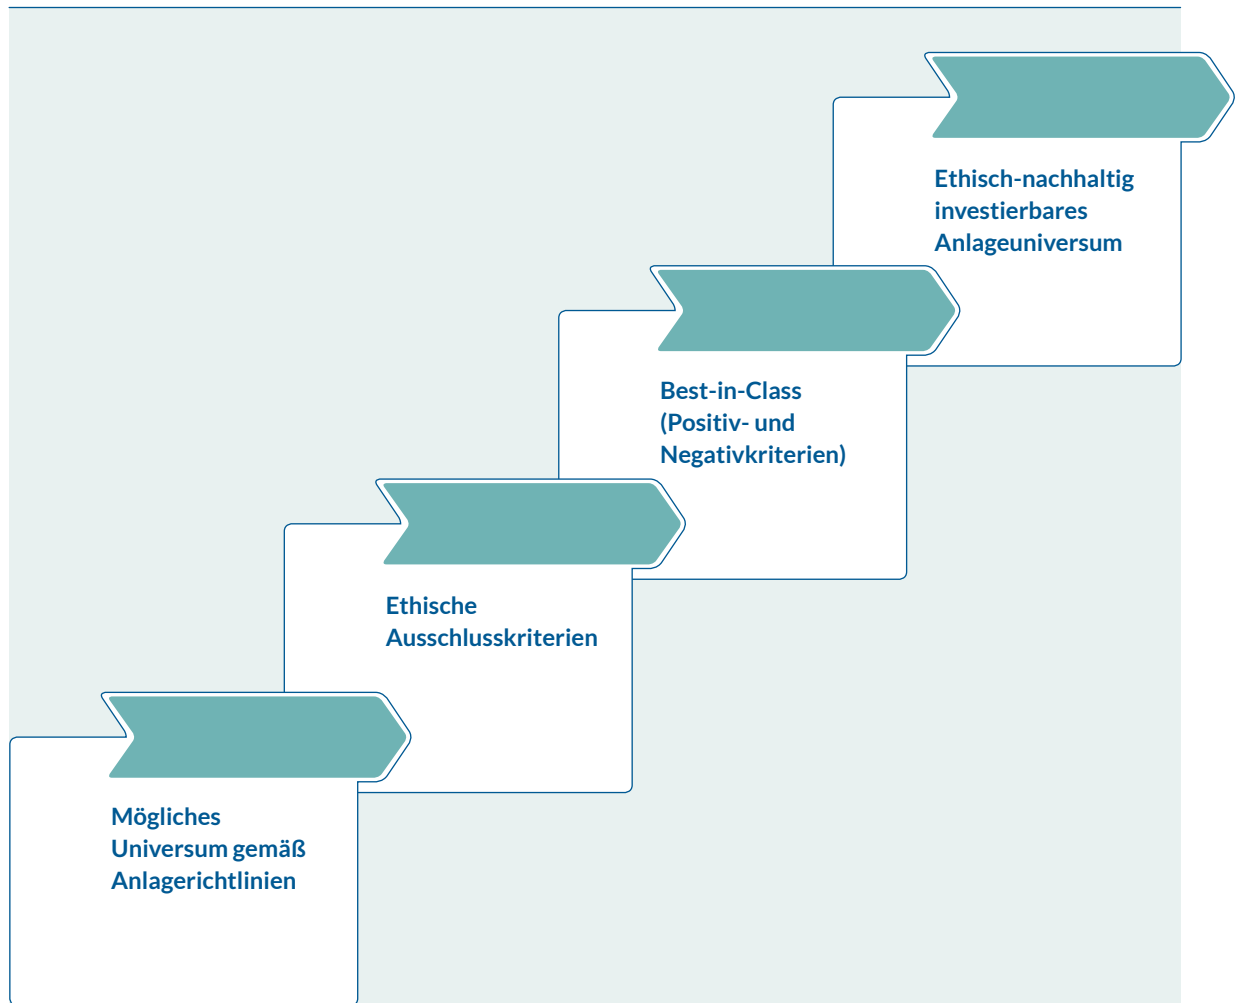 Ethisch-nachhaltig
investierbares
Anlageuniversum
Best-in-Class
(Positiv- und
Negativkriterien)
Ethische
Ausschlusskriterien
Mögliches
Universum gemäß
Anlagerichtlinien